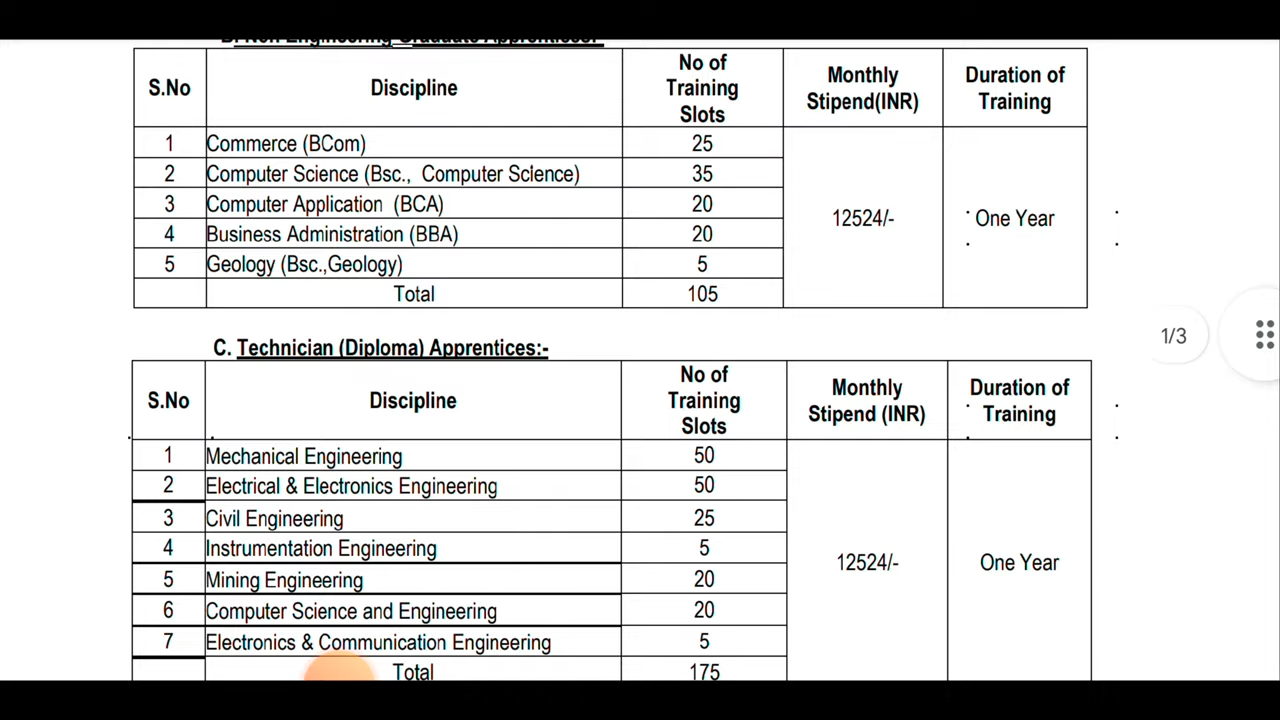 B. Non Engineering Graduate Apprentices:-
S.No Discipline No of Training Slots Monthly Stipend(INR) Duration of Training
1 Commerce (BCom) 25 12524/- One Year
2 Computer Science (Bsc., Computer Science) 35
3 Computer Application (BCA) 20
4 Business Administration (BBA) 20
5 Geology (Bsc.,Geology) 5
Total 105
1/3
C. Technician (Diploma) Apprentices:-
S.No Discipline No of Training Slots Monthly Stipend (INR) Duration of Training
1 Mechanical Engineering 50 12524/- One Year
2 Electrical & Electronics Engineering 50
3 Civil Engineering 25
4 Instrumentation Engineering 5
5 Mining Engineering 20
6 Computer Science and Engineering 20
7 Electronics & Communication Engineering 5
Total 175